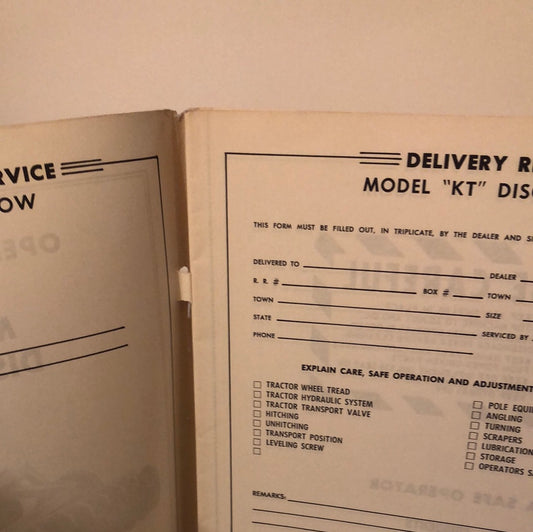 RVICE
OW
DELIVERY R
MODEL "KT" DIS
THIS FORM MUST BE FILLED OUT, IN TRIPLICATE, BY THE DEALER AND SI
DELIVERED TO DEALER
R. R. # BOX # TOWN
TOWN SIZE
STATE SERVICED BY
PHONE
EXPLAIN CARE, SAFE OPERATION AND ADJUSTMENT
☐ TRACTOR WHEEL TREAD
☐ TRACTOR HYDRAULIC SYSTEM
☐ TRACTOR TRANSPORT VALVE
☐ HITCHING
☐ UNHITCHING
☐ TRANSPORT POSITION
☐ LEVELING SCREW
☐
☐ POLE EQUI
☐ ANGLING
☐ TURNING
☐ SCRAPERS
☐ LUBRICATION
☐ STORAGE
☐ OPERATORS S
REMARKS: